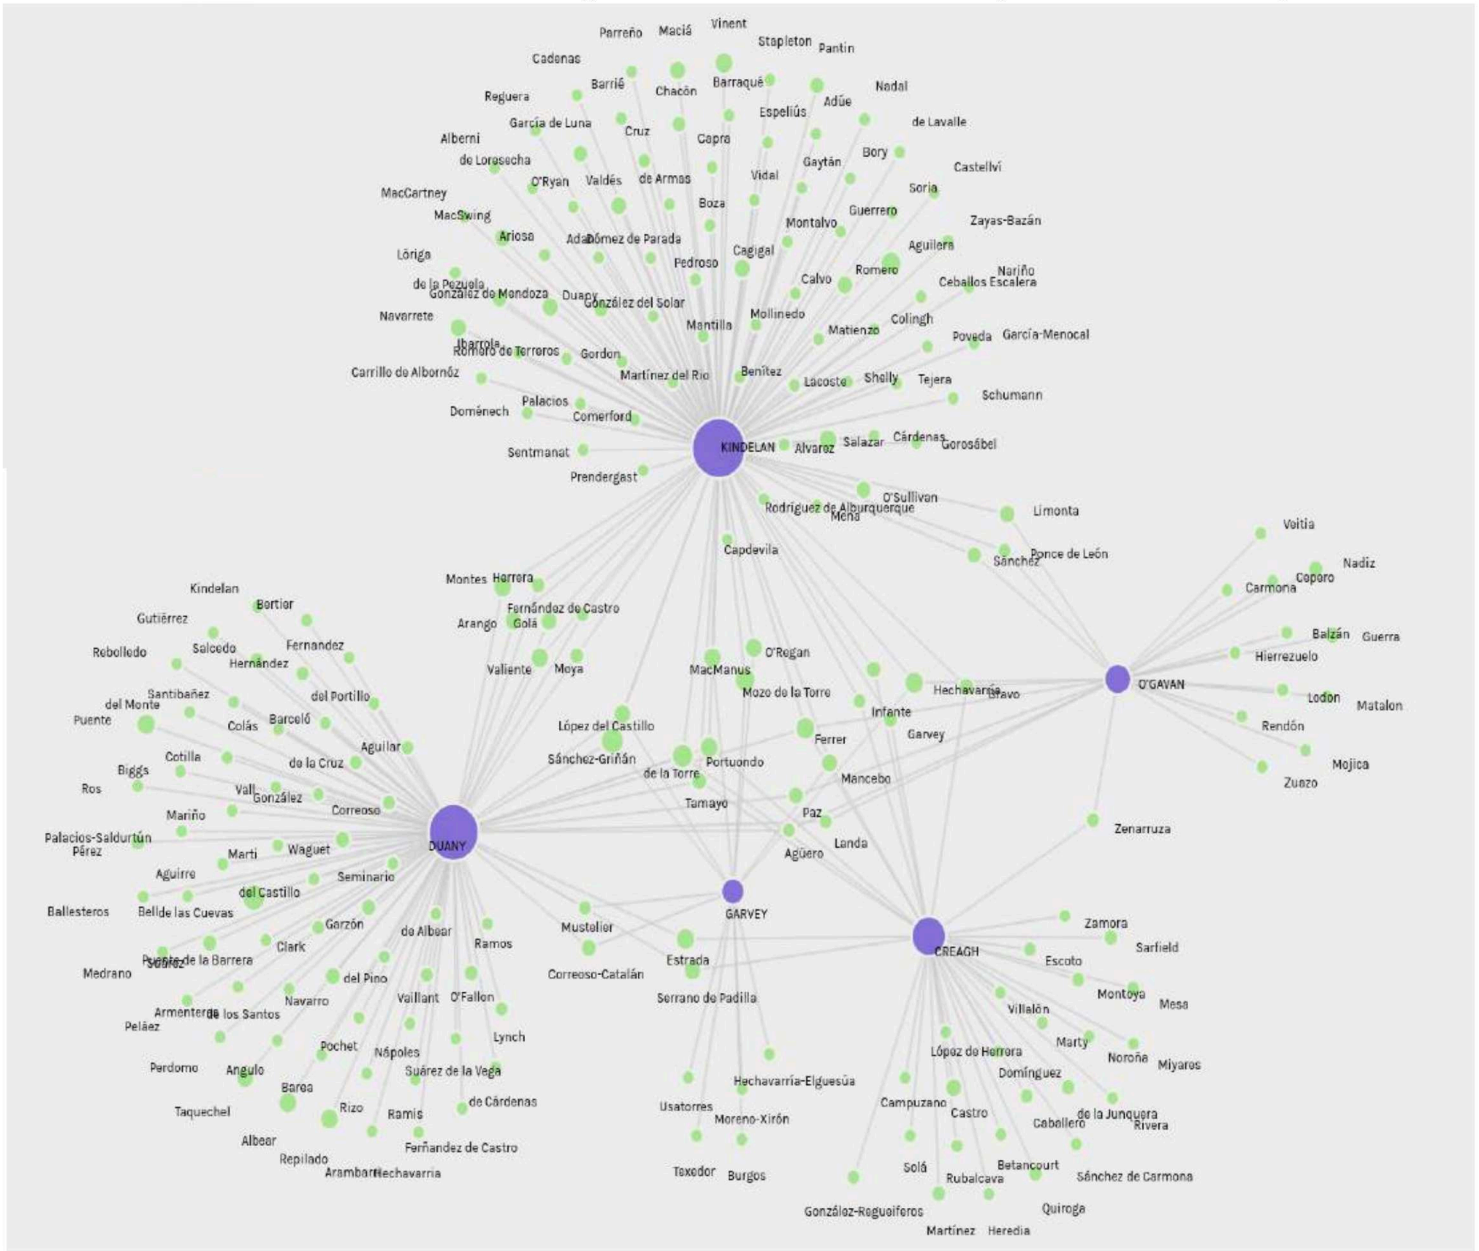 Vinent
Parreño
Maciá
Stapleton
Pantin
Cadenas
Barrié
Chacón
Barraqué
Nadal
Reguera
Adúe
García de Luna
Cruz
Espeliús
de Lavalle
Alberni
Capra
de Loresecha
Gaytán
Bory
Castellví
O'Ryan
Valdés
de Armas
Vidal
Soria
MacCartney
Boza
MacSwing
Montalvo
Guerrero
Zayas-Bazán
Ariosa
Adan
Gómez de Parada
Cagigal
Aguilera
Lóriga
Pedroso
Calvo
Romero
Nariño
de la Pezuela
Ceballos Escalera
González de Mendoza
Duany
González del Solar
Navarrete
Mantilla
Mollinedo
Matienzo
Colingh
Ibarrola
Romero de Terreros
Gordon
Poveda
García-Menocal
Carrillo de Albornóz
Martínez del Rio
Benítez
Lacoste
Shelly
Tejera
Doménech
Palacios
Comerford
Schumann
Sentmanat
KINDELAN
Alvarez
Salazar
Cárdenas
Gorosábel
Prendergast
O'Sullivan
Rodríguez de Alburquerque
Mena
Limonta
Capdevila
Sánchez
Ponce de León
Veitia
Nadiz
Cepero
Carmona
Montes
Herrera
Kindelan
Bertier
Fernández de Castro
Arango
Golá
Gutiérrez
Balzán
Guerra
Rebolledo
Salcedo
Fernandez
Hernández
Valiente
Moya
MacManus
O'Regan
Hierrezuelo
Santibañez
del Portillo
Mozo de la Torre
Hechavarría
Bravo
O'GAVAN
Lodon
Matalon
del Monte
Puente
Colás
Barceló
López del Castillo
Infante
Garvey
Rendón
Cotilla
Aguilar
Sánchez-Griñán
Ferrer
Biggs
de la Cruz
de la Torre
Portuondo
Mancebo
Mojica
Ros
Vall
González
Correoso
Tamayo
Zuazo
Mariño
Paz
Zenarruza
Palacios-Saldurtún
Pérez
Marti
Waguet
DUANY
Agüero
Landa
Aguirre
Seminario
del Castillo
Ballesteros
Bell
de las Cuevas
Garzón
de Albear
Ramos
Mustelier
GARVEY
Zamora
Clark
Sarfield
Puente de la Barrera
Suárez
Medrano
Correoso-Catalán
Estrada
CREAGH
Escoto
del Pino
Navarro
Vaillant
O'Fallon
Serrano de Padilla
Montoya
Mesa
Armenteros
de los Santos
Villalón
Peláez
Lynch
Marty
Perdomo
Angulo
Pochet
Nápoles
Suárez de la Vega
López de Herrera
Noroña
Miyares
Domínguez
Hechavarría-Elguesúa
Barea
Taquechel
Rizo
Ramis
de Cárdenas
Usatorres
Moreno-Xirón
Campuzano
Castro
Caballero
de la Junquera
Rivera
Albear
Repilado
Arambarri
Hechavarria
Ferñandez de Castro
Texedor
Burgos
Solá
Rubalcava
Betancourt
Sánchez de Carmona
González-Regueiferos
Quiroga
Martínez
Heredia